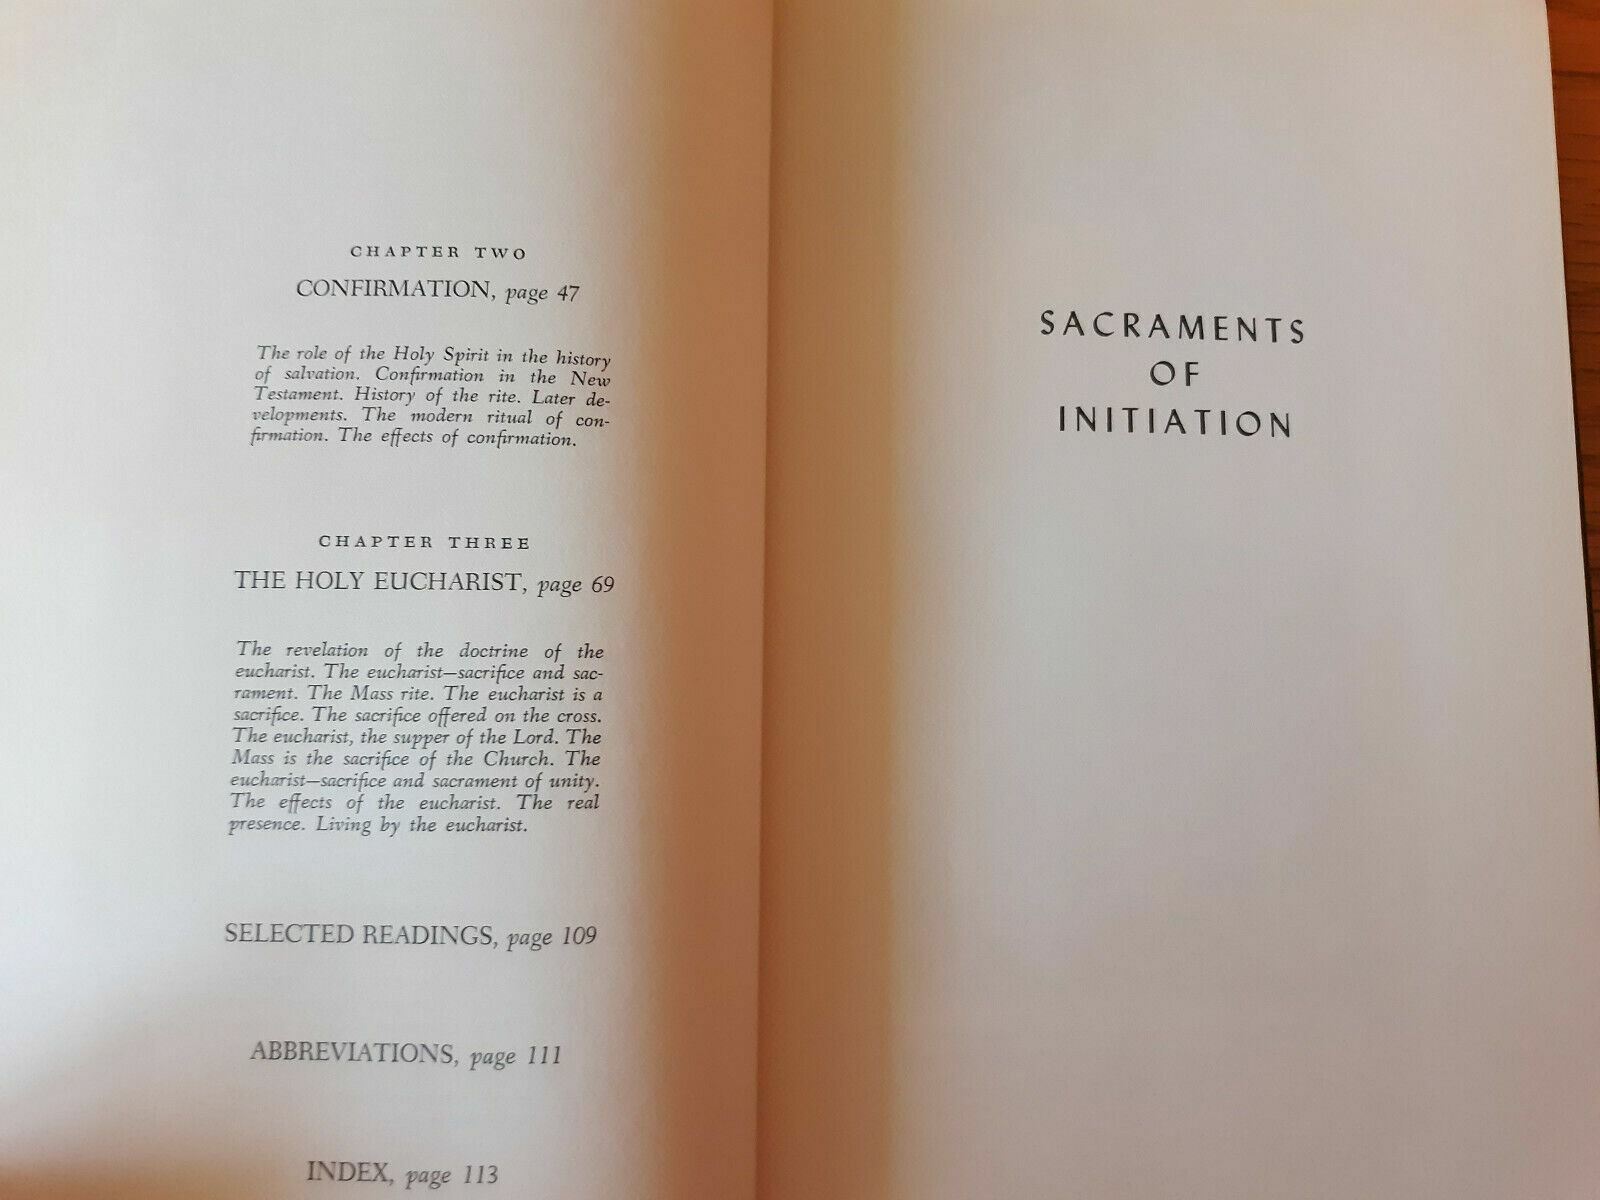 CHAPTER TWO
CONFIRMATION, page 47
The role of the Holy Spirit in the history
of salvation. Confirmation in the New
Testament. History of the rite. Later de-
velopments. The modern ritual of con-
firmation. The effects of confirmation.
CHAPTER THREE
THE HOLY EUCHARIST, page 69
The revelation of the doctrine of the
eucharist. The eucharist—sacrifice and sac-
rament. The Mass rite. The eucharist is a
sacrifice. The sacrifice offered on the cross.
The eucharist, the supper of the Lord. The
Mass is the sacrifice of the Church. The
eucharist—sacrifice and sacrament of unity.
The effects of the eucharist. The real
presence. Living by the eucharist.
SELECTED READINGS, page 109
ABBREVIATIONS, page 111
INDEX, page 113
SACRAMENTS
OF
INITIATION